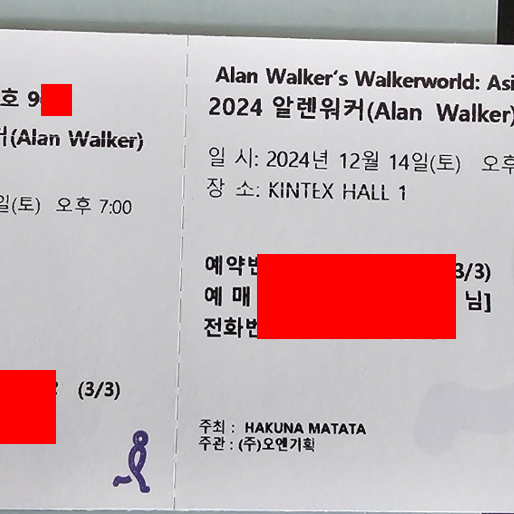 호 9
커(Alan Walker)
일(토) 오후 7:00
(3/3)
Alan Walker's Walkerworld: Asi
2024 알렌워커(Alan Walker)
일 시: 2024년 12월 14일(토) 오후
장 소: KINTEX HALL 1
예약번 3/3)
예 매 님]
전화번
주최 : HAKUNA MATATA
주관 : (주)오엔기획